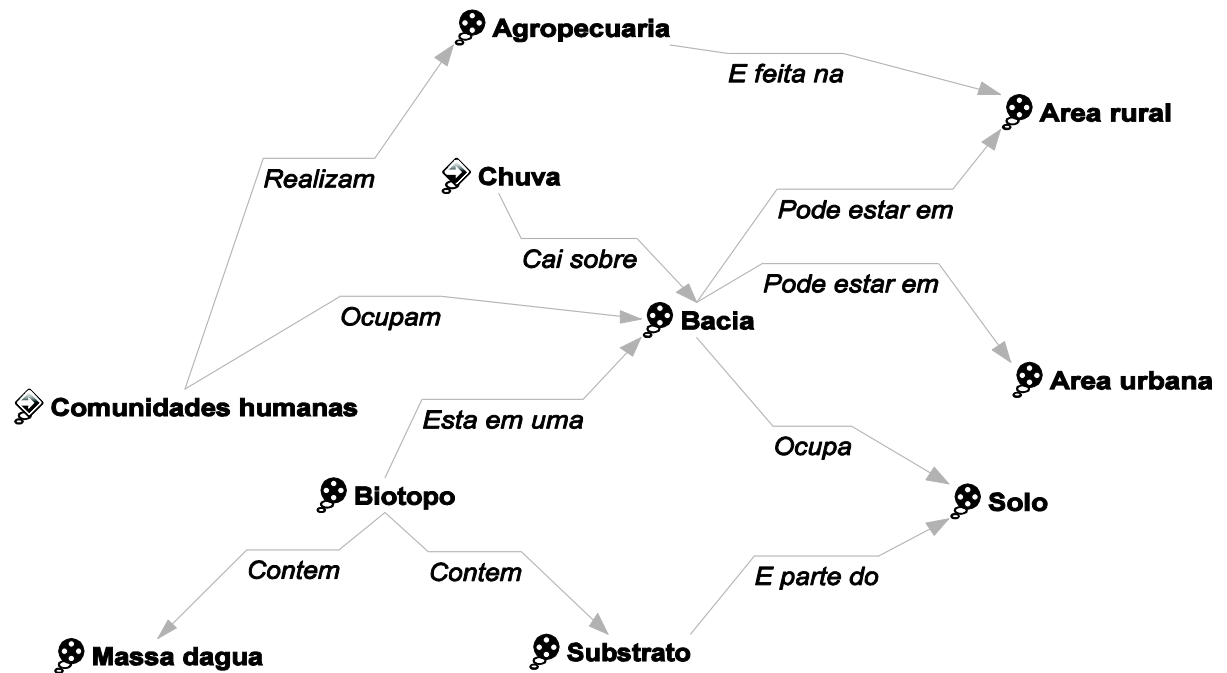 Agropecuaria
E feita na
Area rural
Realizam
Chuva
Pode estar em
Cai sobre
Pode estar em
Ocupam
Bacia
Area urbana
Comunidades humanas
Esta em uma
Ocupa
Biotopo
Solo
Contem
Contem
E parte do
Massa dagua
Substrato